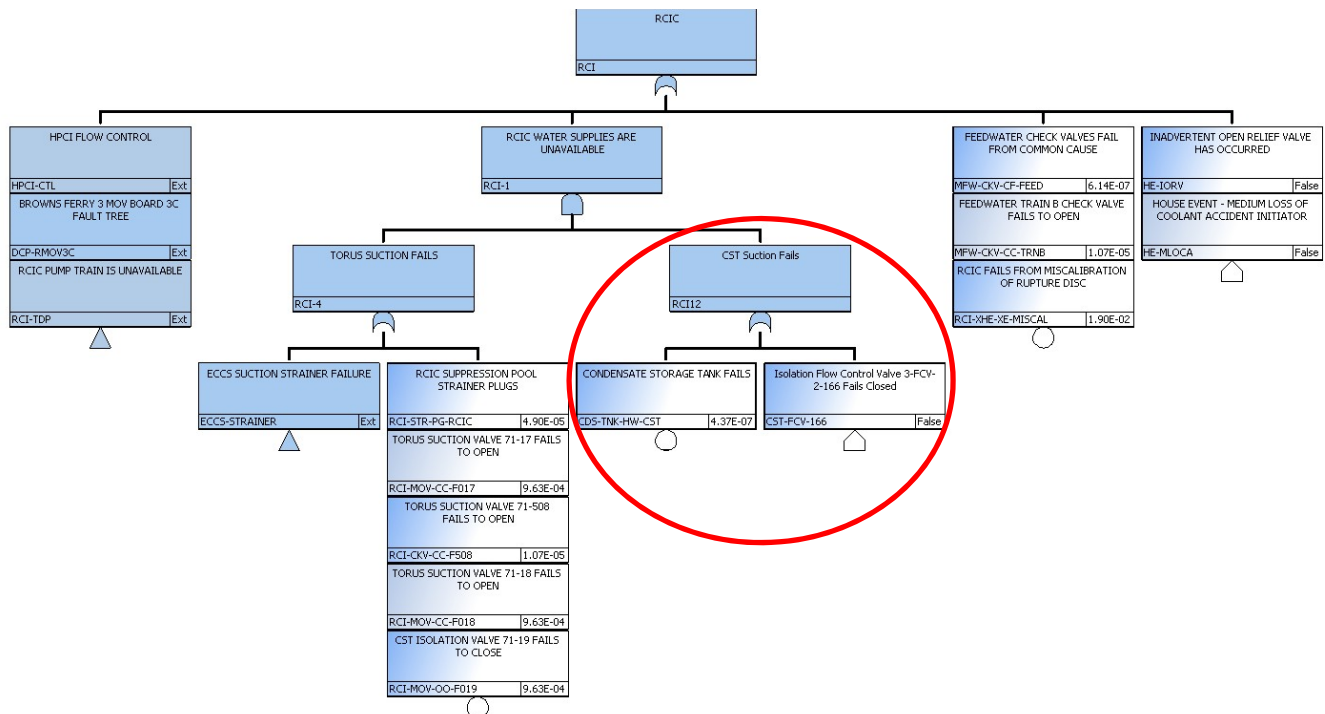 RCIC
RCI
HPCI FLOW CONTROL
HPCI-CTL Ext
BROWNS FERRY 3 MOV BOARD 3C
FAULT TREE
DCP-RMOV3C Ext
RCIC PUMP TRAIN IS UNAVAILABLE
RCI-TDP Ext
RCIC WATER SUPPLIES ARE
UNAVAILABLE
RCI-1
FEEDWATER CHECK VALVES FAIL
FROM COMMON CAUSE
MFW-CKV-CF-FEED 6.14E-07
FEEDWATER TRAIN B CHECK VALVE
FAILS TO OPEN
MFW-CKV-CC-TRNB 1.07E-05
RCIC FAILS FROM MISCALIBRATION
OF RUPTURE DISC
RCI-XHE-XE-MISCAL 1.90E-02
INADVERTENT OPEN RELIEF VALVE
HAS OCCURRED
HE-IORV False
HOUSE EVENT - MEDIUM LOSS OF
COOLANT ACCIDENT INITIATOR
HE-MLOCA False
TORUS SUCTION FAILS
RCI-4
CST Suction Fails
RCI12
ECCS SUCTION STRAINER FAILURE
ECCS-STRAINER Ext
RCIC SUPPRESSION POOL
STRAINER PLUGS
RCI-STR-PG-RCIC 4.90E-05
TORUS SUCTION VALVE 71-17 FAILS
TO OPEN
RCI-MOV-CC-F017 9.63E-04
TORUS SUCTION VALVE 71-508
FAILS TO OPEN
RCI-CKV-CC-F508 1.07E-05
TORUS SUCTION VALVE 71-18 FAILS
TO OPEN
RCI-MOV-CC-F018 9.63E-04
CST ISOLATION VALVE 71-19 FAILS
TO CLOSE
RCI-MOV-OO-F019 9.63E-04
CONDENSATE STORAGE TANK FAILS
CDS-TNK-HW-CST 4.37E-07
Isolation Flow Control Valve 3-FCV-
2-166 Fails Closed
CST-FCV-166 False